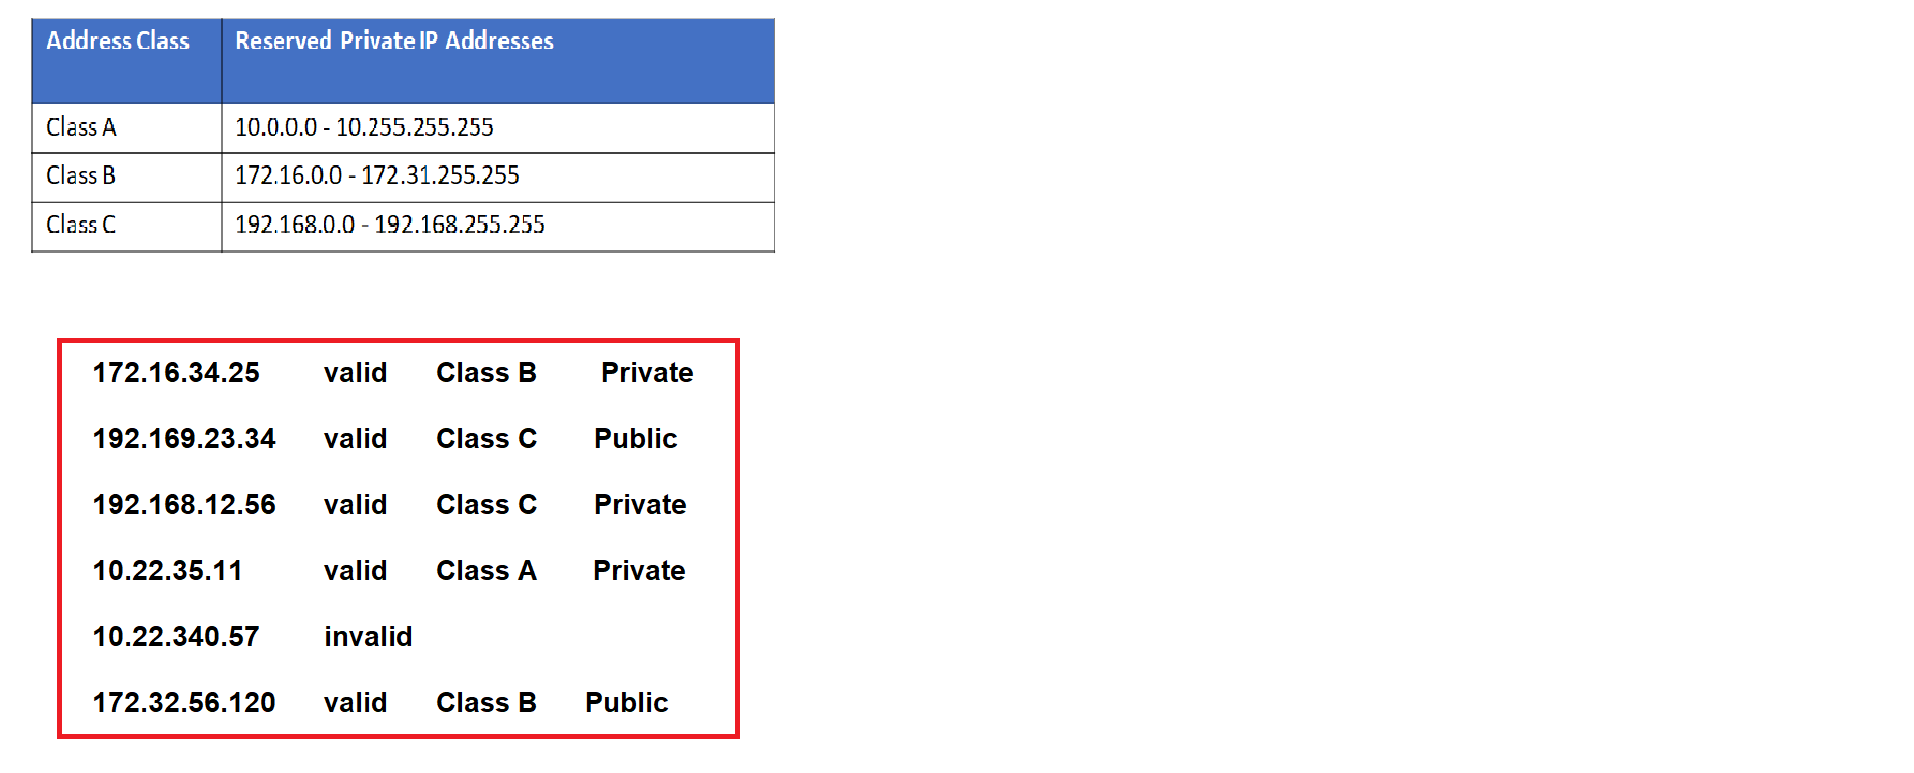 Address Class Reserved Private IP Addresses
Class A 10.0.0.0 - 10.255.255.255
Class B 172.16.0.0 - 172.31.255.255
Class C 192.168.0.0 - 192.168.255.255
172.16.34.25 valid Class B Private
192.169.23.34 valid Class C Public
192.168.12.56 valid Class C Private
10.22.35.11 valid Class A Private
10.22.340.57 invalid
172.32.56.120 valid Class B Public